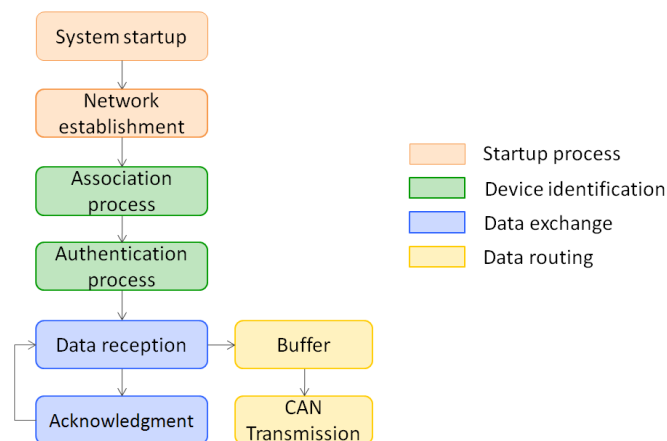 System startup
Network
establishment
Association
process
Authentication
process
Data reception
Buffer
Acknowledgment
CAN
Transmission
Startup process
Device identification
Data exchange
Data routing